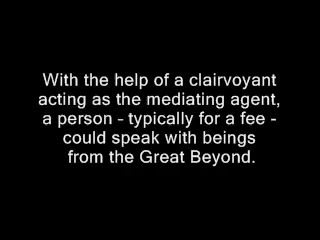 With the help of a clairvoyant
acting as the mediating agent,
a person – typically for a fee -
could speak with beings
from the Great Beyond.